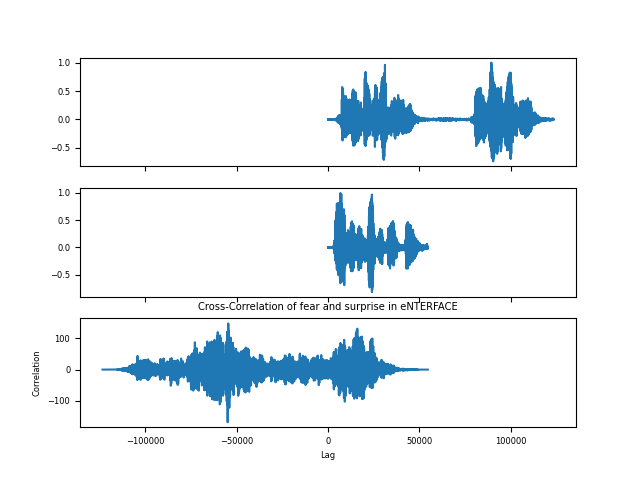 1.0
0.5
0.0
−0.5
1.0
0.5
0.0
−0.5
Cross-Correlation of fear and surprise in eNTERFACE
100
0
−100
Correlation
−100000 −50000 0 50000 100000
Lag